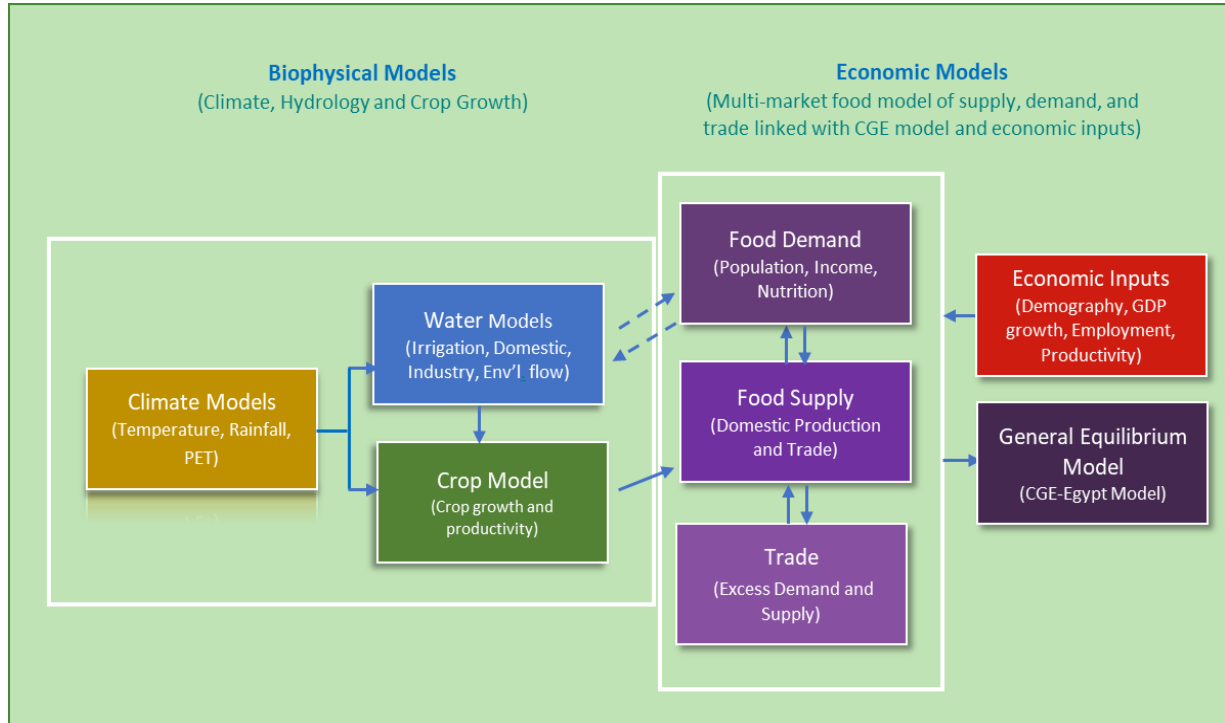 Biophysical Models
(Climate, Hydrology and Crop Growth)
Economic Models
(Multi-market food model of supply, demand, and
trade linked with CGE model and economic inputs)
Climate Models
(Temperature, Rainfall,
PET)
Water Models
(Irrigation, Domestic,
Industry, Env’l. flow)
Crop Model
(Crop growth and
productivity)
Food Demand
(Population, Income,
Nutrition)
Food Supply
(Domestic Production
and Trade)
Trade
(Excess Demand and
Supply)
Economic Inputs
(Demography, GDP
growth, Employment,
Productivity)
General Equilibrium
Model
(CGE-Egypt Model)